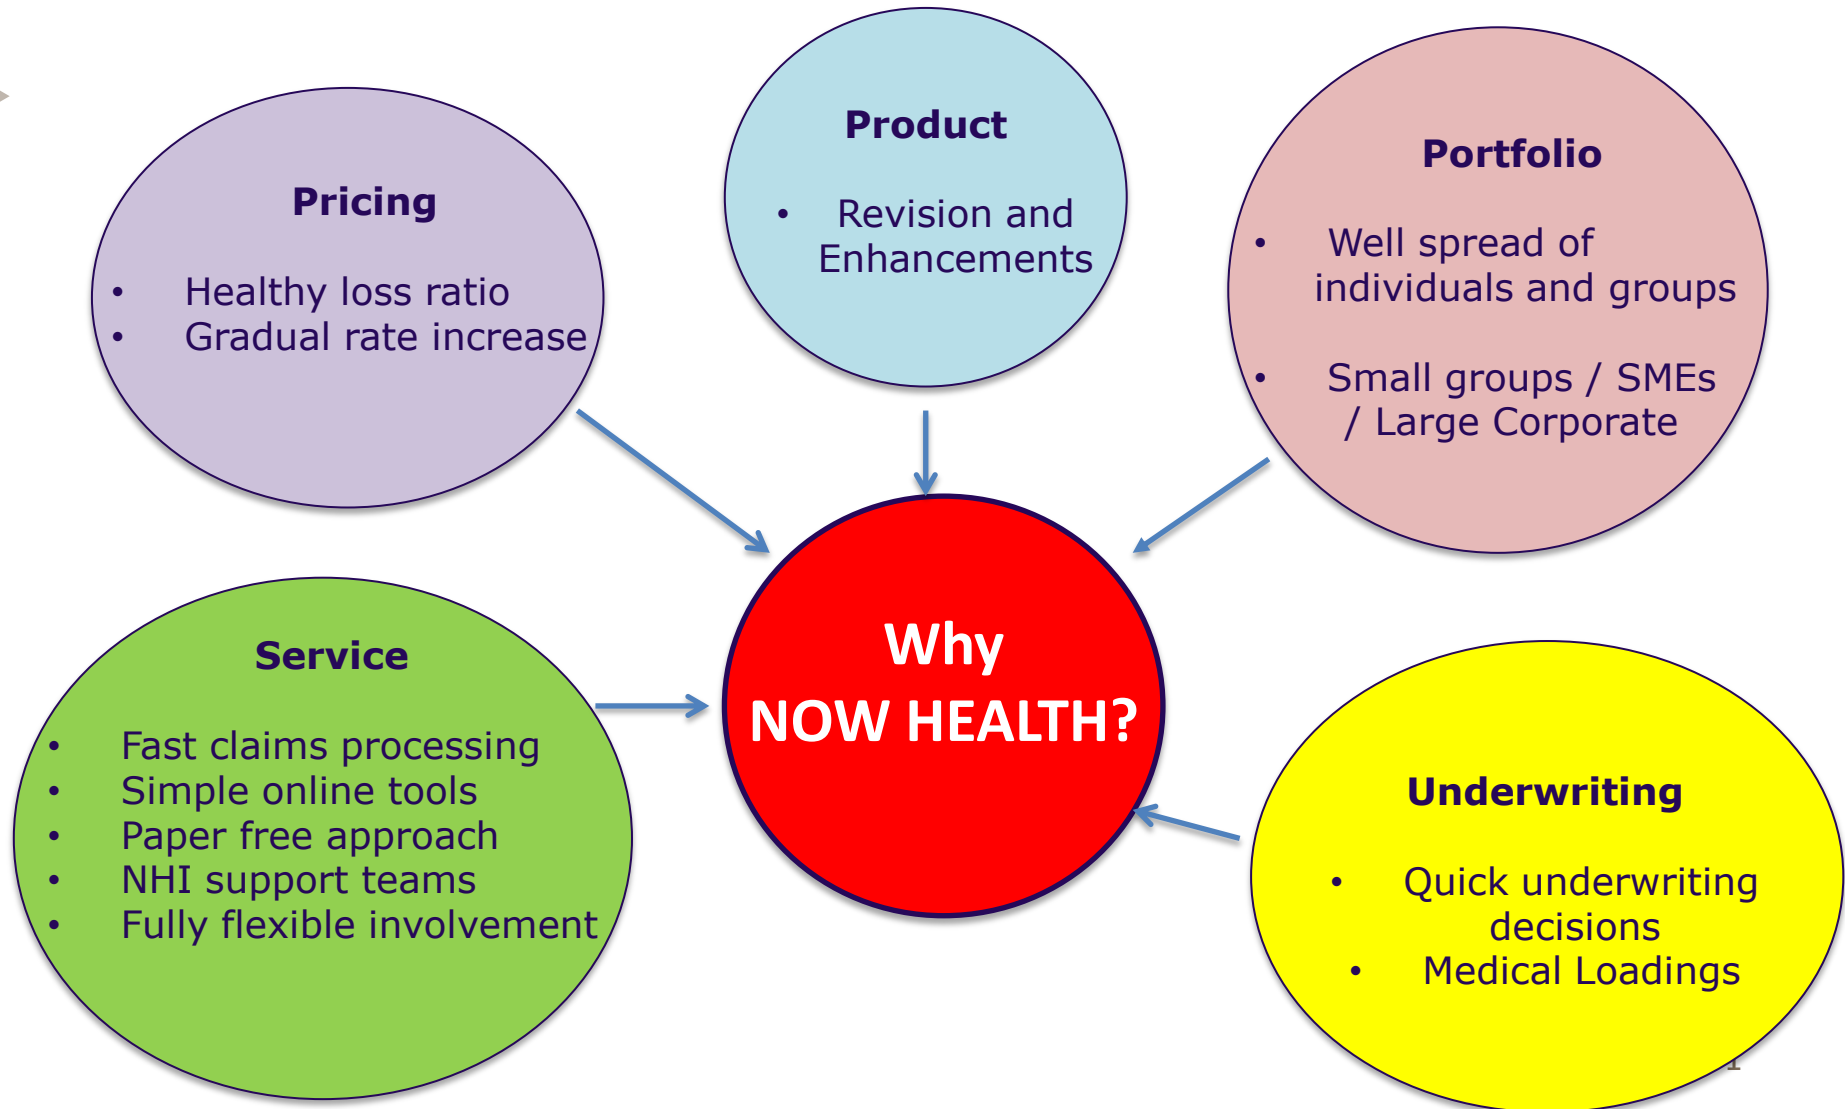 Pricing
• Healthy loss ratio
• Gradual rate increase
Product
• Revision and
Enhancements
Portfolio
• Well spread of
individuals and groups
• Small groups / SMEs
/ Large Corporate
Service
• Fast claims processing
• Simple online tools
• Paper free approach
• NHI support teams
• Fully flexible involvement
Why
NOW HEALTH?
Underwriting
• Quick underwriting
decisions
• Medical Loadings